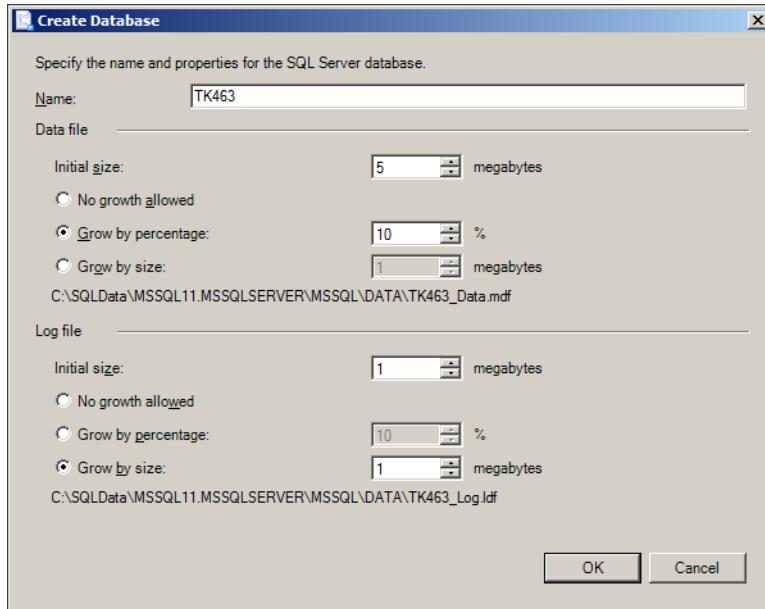 Create Database
Specify the name and properties for the SQL Server database.
Name: TK463
Data file
Initial size: 5 megabytes
No growth allowed
Grow by percentage: 10 %
Grow by size: 1 megabytes
C:\SQLData\MSSQL11.MSSQLSERVER\MSSQL\DATA\TK463_Data.mdf
Log file
Initial size: 1 megabytes
No growth allowed
Grow by percentage: 10 %
Grow by size: 1 megabytes
C:\SQLData\MSSQL11.MSSQLSERVER\MSSQL\DATA\TK463_Log.ldf
OK Cancel